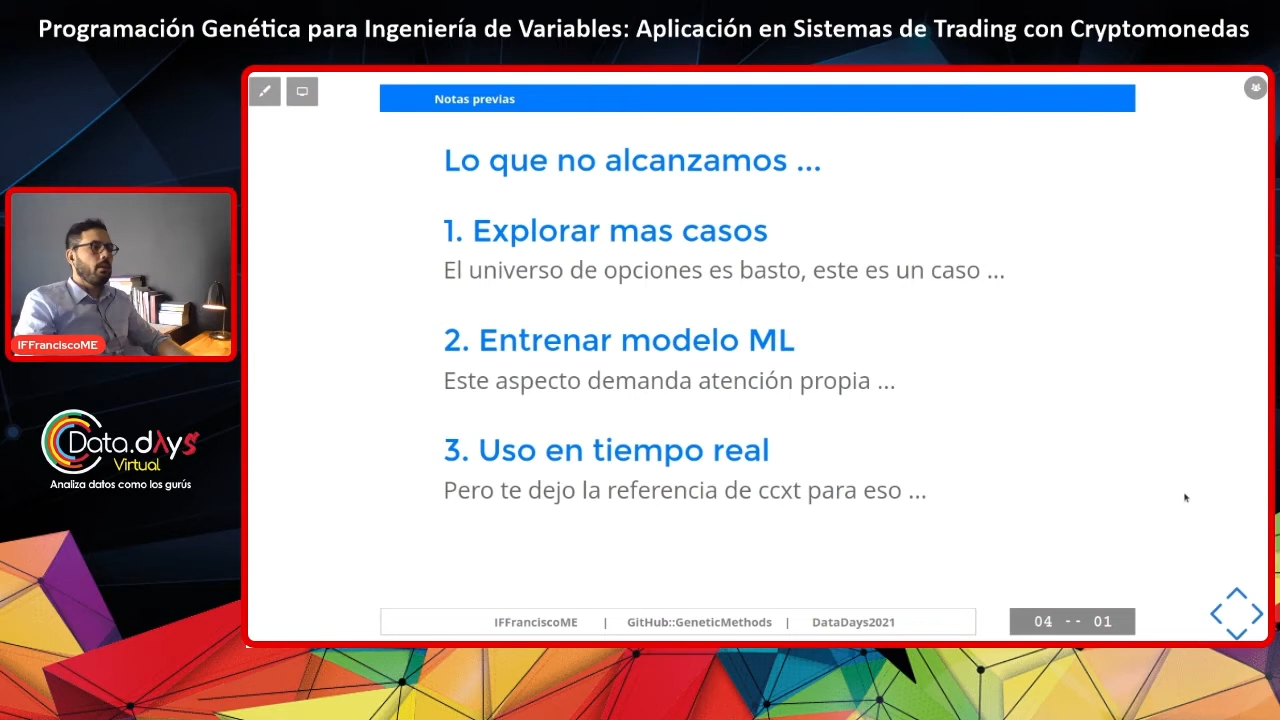 Programación Genética para Ingeniería de Variables: Aplicación en Sistemas de Trading con Cryptomonedas
Notas previas
Lo que no alcanzamos ...
1. Explorar mas casos
El universo de opciones es basto, este es un caso ...
2. Entrenar modelo ML
Este aspecto demanda atención propia ...
3. Uso en tiempo real
Pero te dejo la referencia de ccxt para eso ...
IFFranciscoME
Data.dAys
Virtual
Analiza datos como los gurús
IFFranciscoME | GitHub::GeneticMethods | DataDays2021
04 -- 01